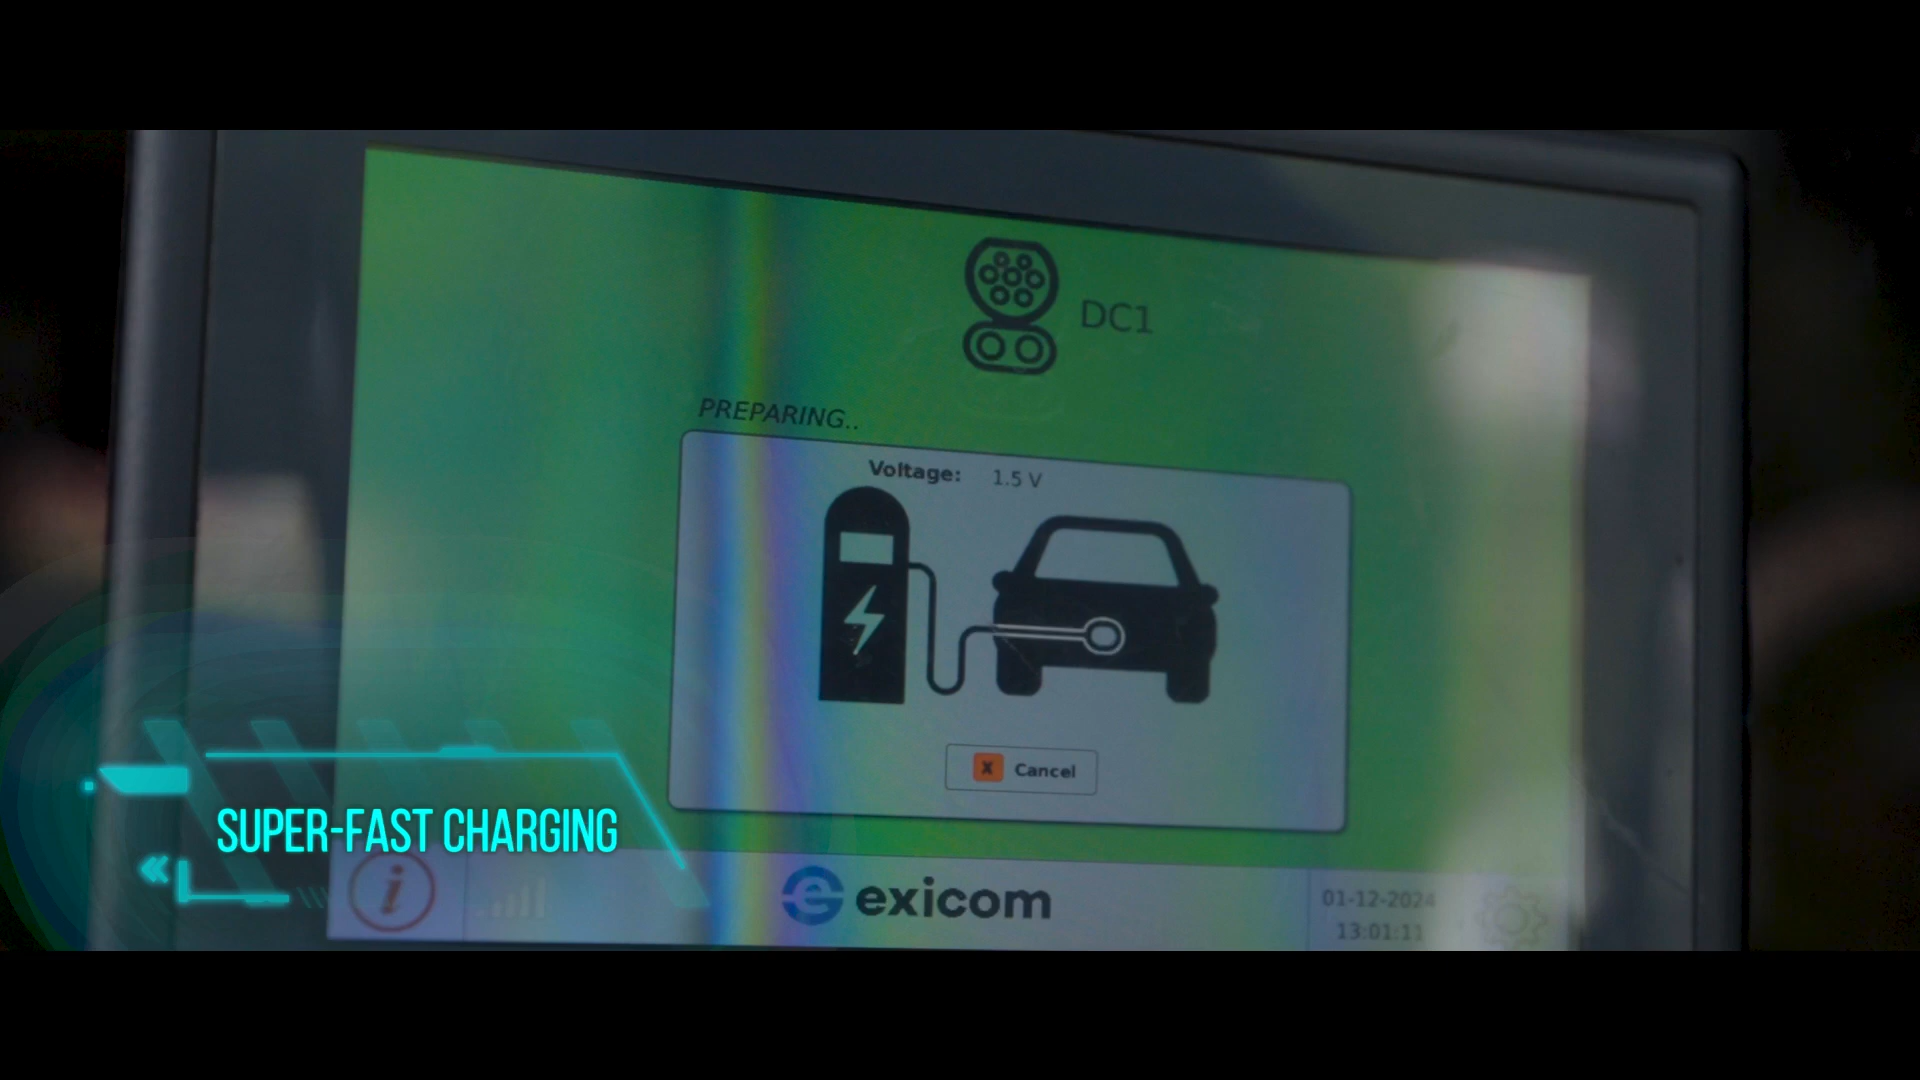 DC1
PREPARING..
Voltage: 1.5 V
X Cancel
SUPER-FAST CHARGING
i
exicom
01-12-2024
13:01:11